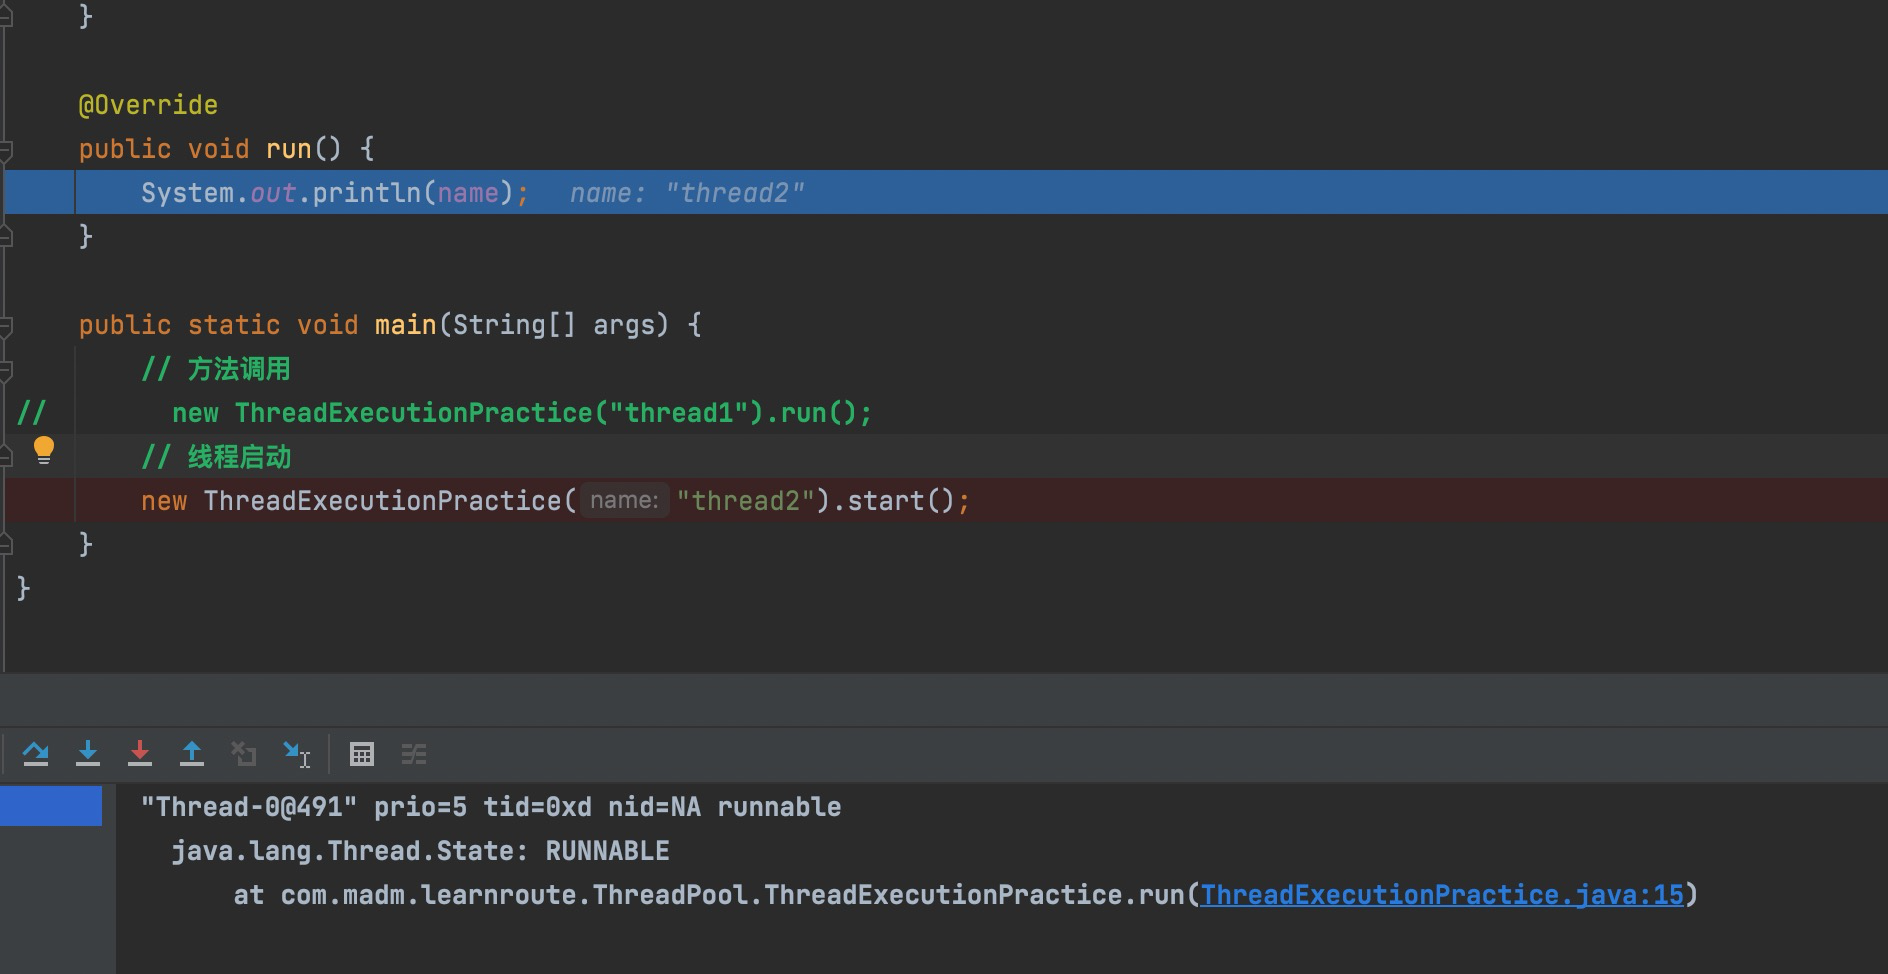 }
@Override
public void run() {
System.out.println(name); name: "thread2"
}
public static void main(String[] args) {
// 方法调用
// new ThreadExecutionPractice("thread1").run();
// 线程启动
new ThreadExecutionPractice( name: "thread2").start();
}
}
"Thread-0@491" prio=5 tid=0xd nid=NA runnable
java.lang.Thread.State: RUNNABLE
at com.madm.learnroute.ThreadPool.ThreadExecutionPractice.run(ThreadExecutionPractice.java:15)